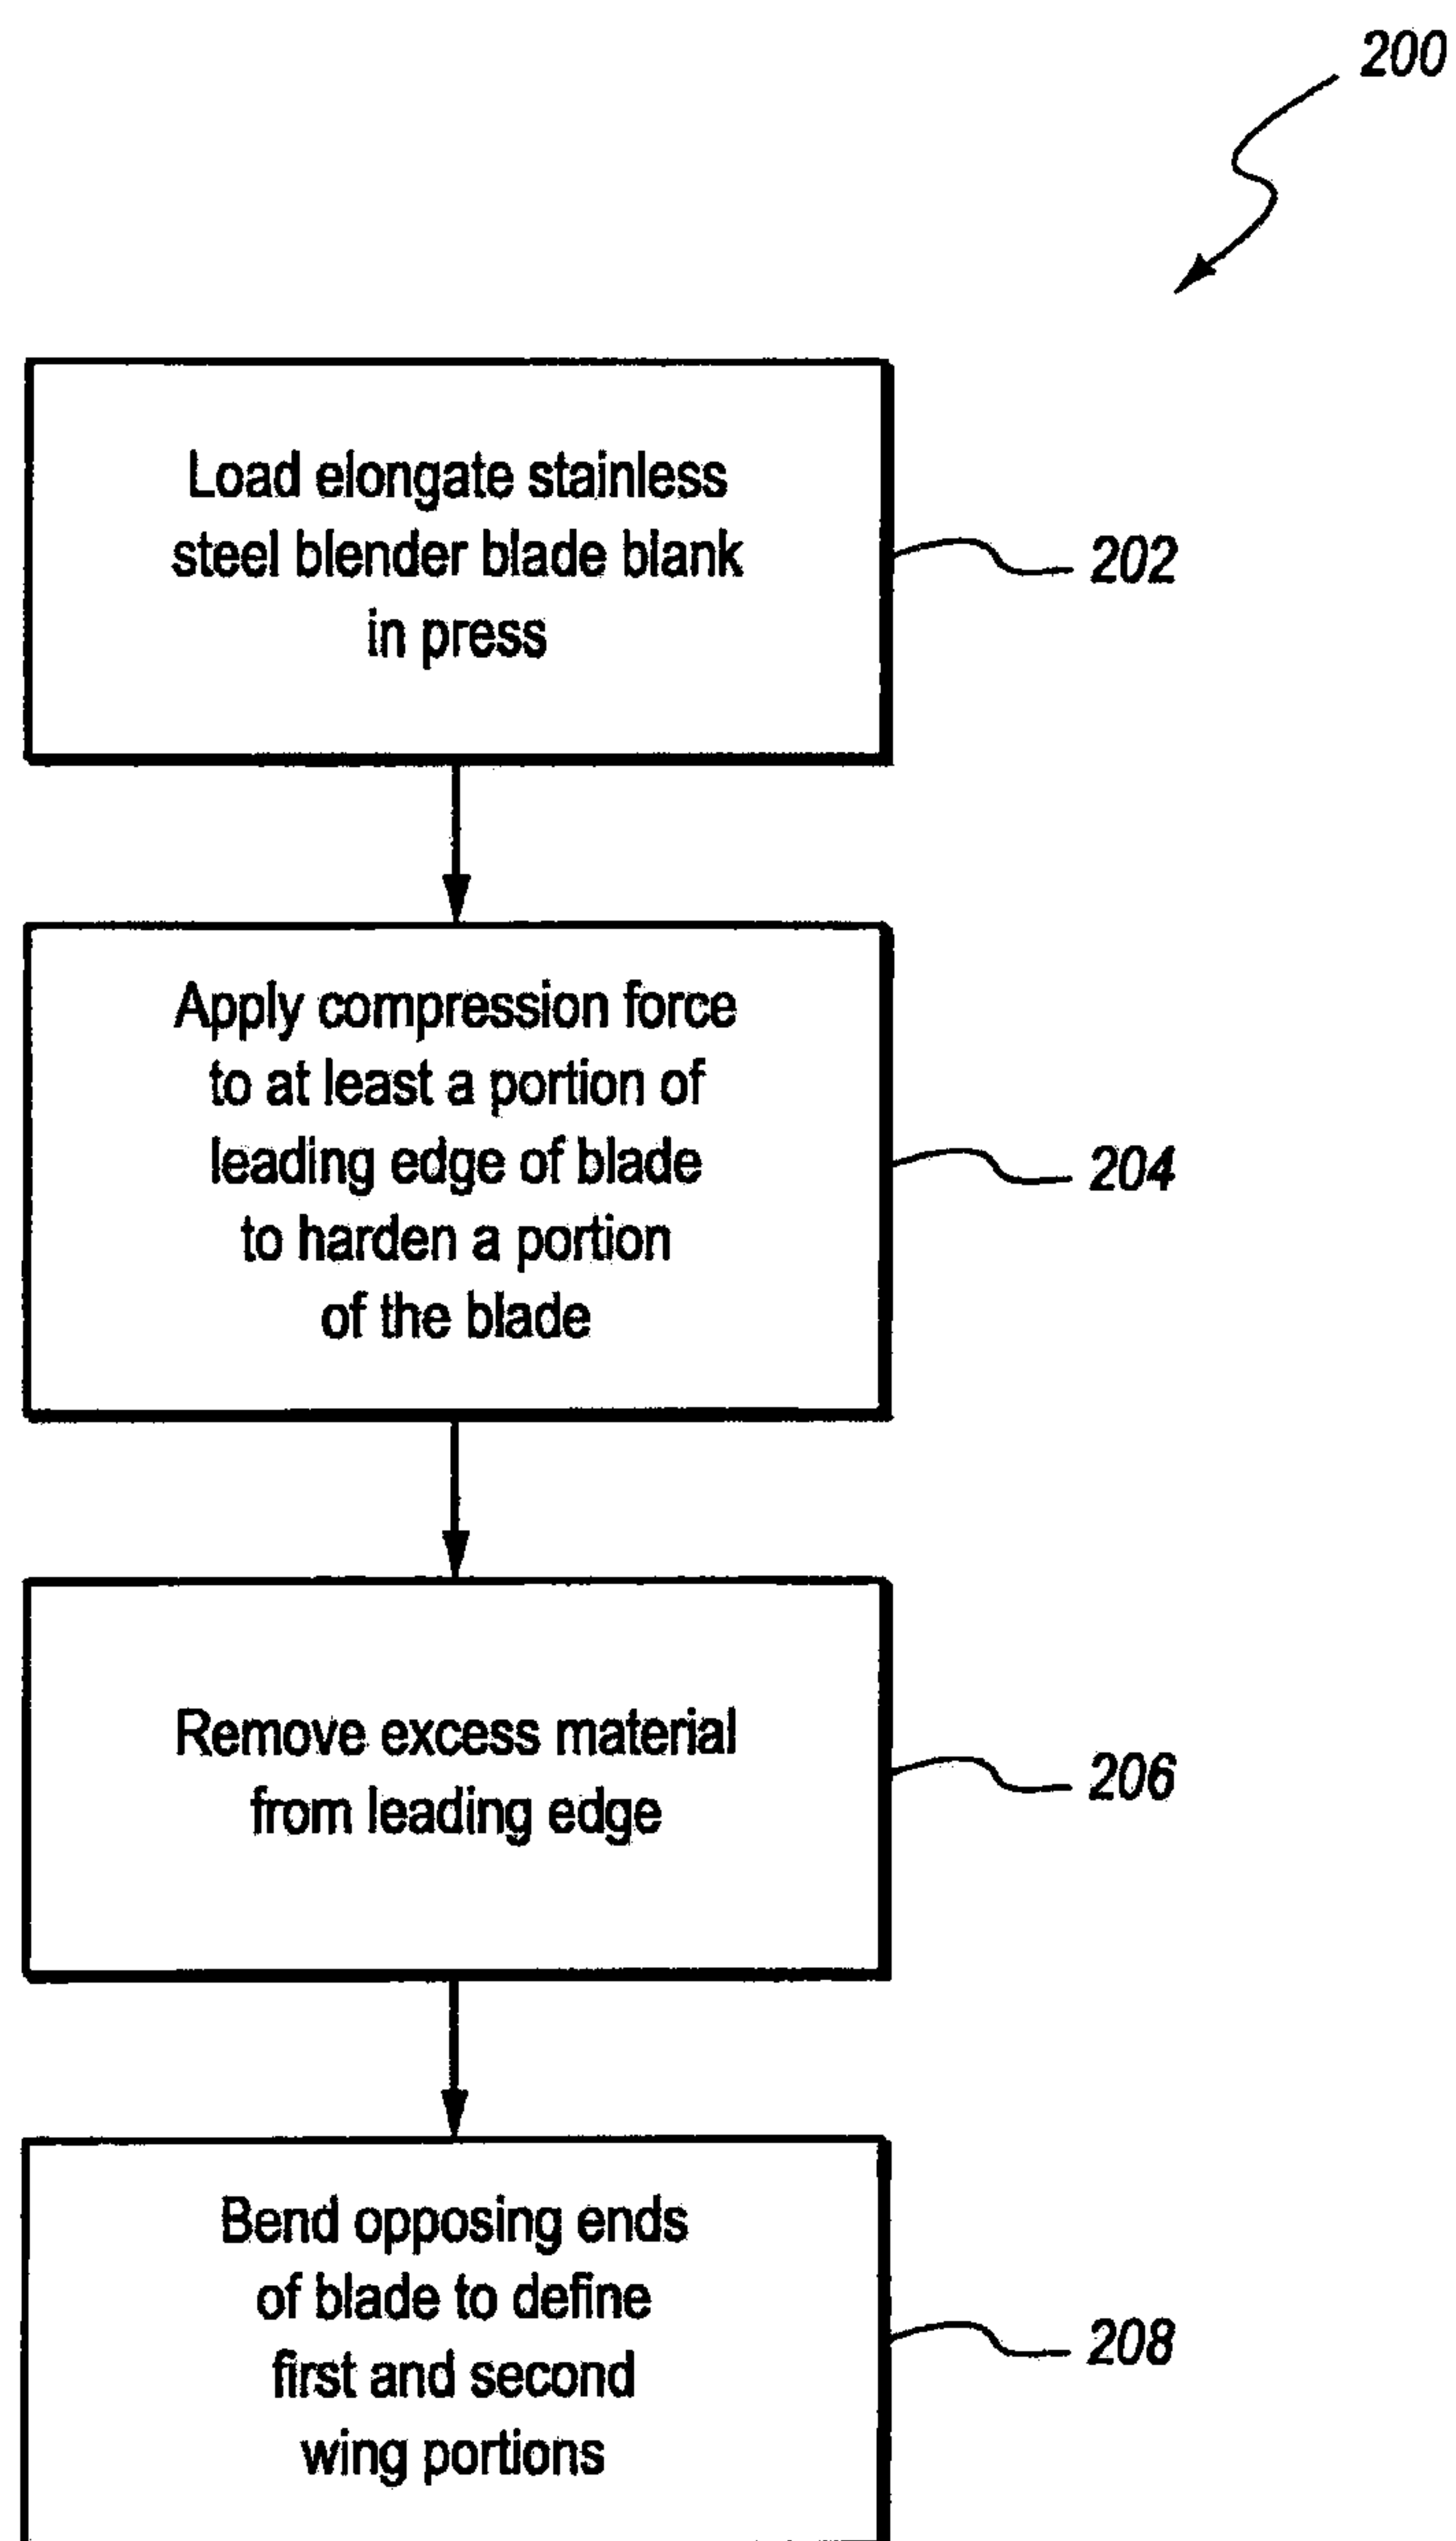 200
Load elongate stainless
steel blender blade blank
in press
202
Apply compression force
to at least a portion of
leading edge of blade
to harden a portion
of the blade
204
Remove excess material
from leading edge
206
Bend opposing ends
of blade to define
first and second
wing portions
208